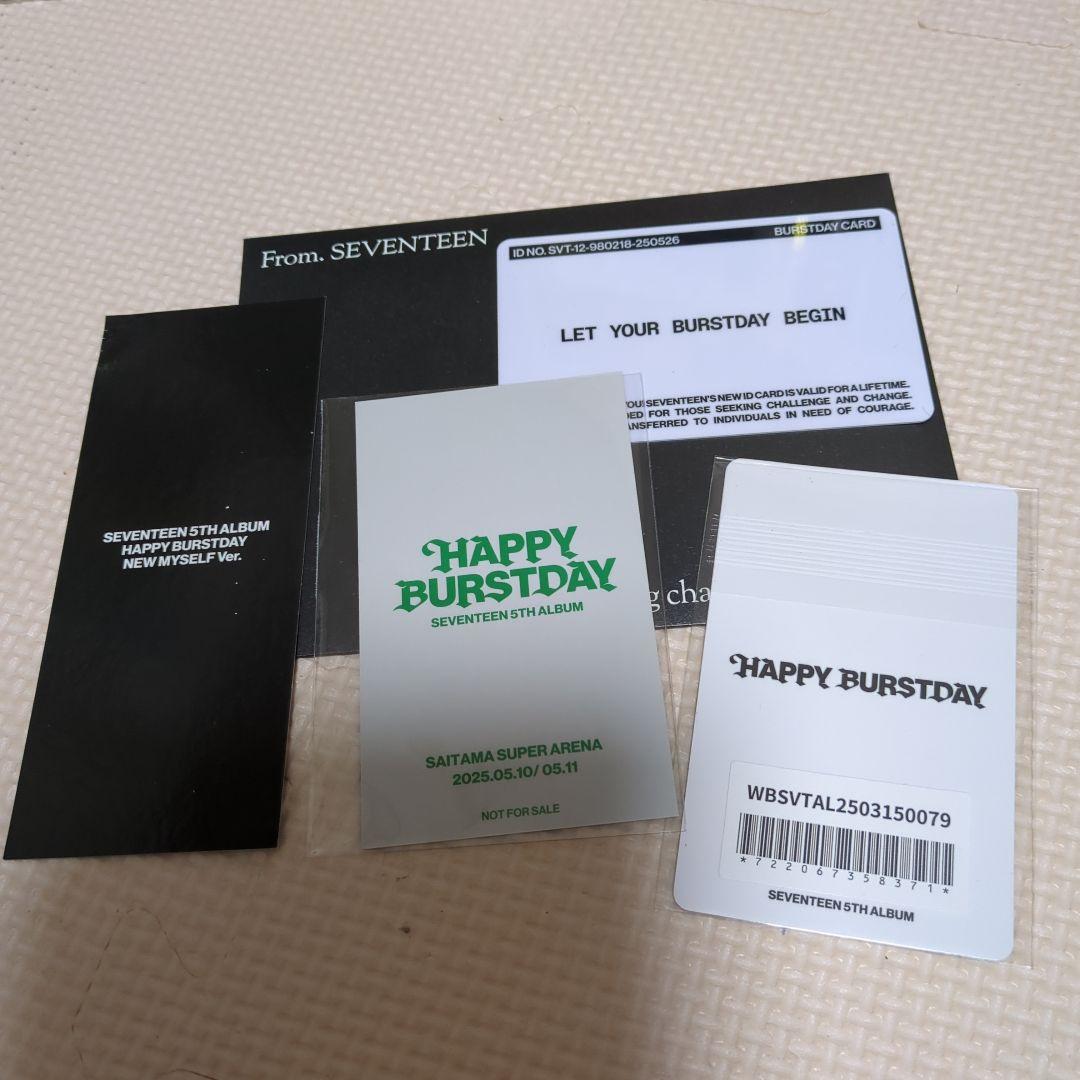 From. SEVENTEEN
ID NO. SVT-12-980218-250526
BURSTDAY CARD
LET YOUR BURSTDAY BEGIN
SEVENTEEN'S NEW ID CARD IS VALID FOR A LIFETIME.
FOR THOSE SEEKING CHALLENGE AND CHANGE.
TO INDIVIDUALS IN NEED OF COURAGE.
SEVENTEEN 5TH ALBUM
HAPPY BURSTDAY
NEW MYSELF Ver.
HAPPY
BURSTDAY
SEVENTEEN 5TH ALBUM
SAITAMA SUPER ARENA
2025.05.10/ 05.11
NOT FOR SALE
HAPPY BURSTDAY
WBSVTAL2503150079
*722067358371*
SEVENTEEN 5TH ALBUM